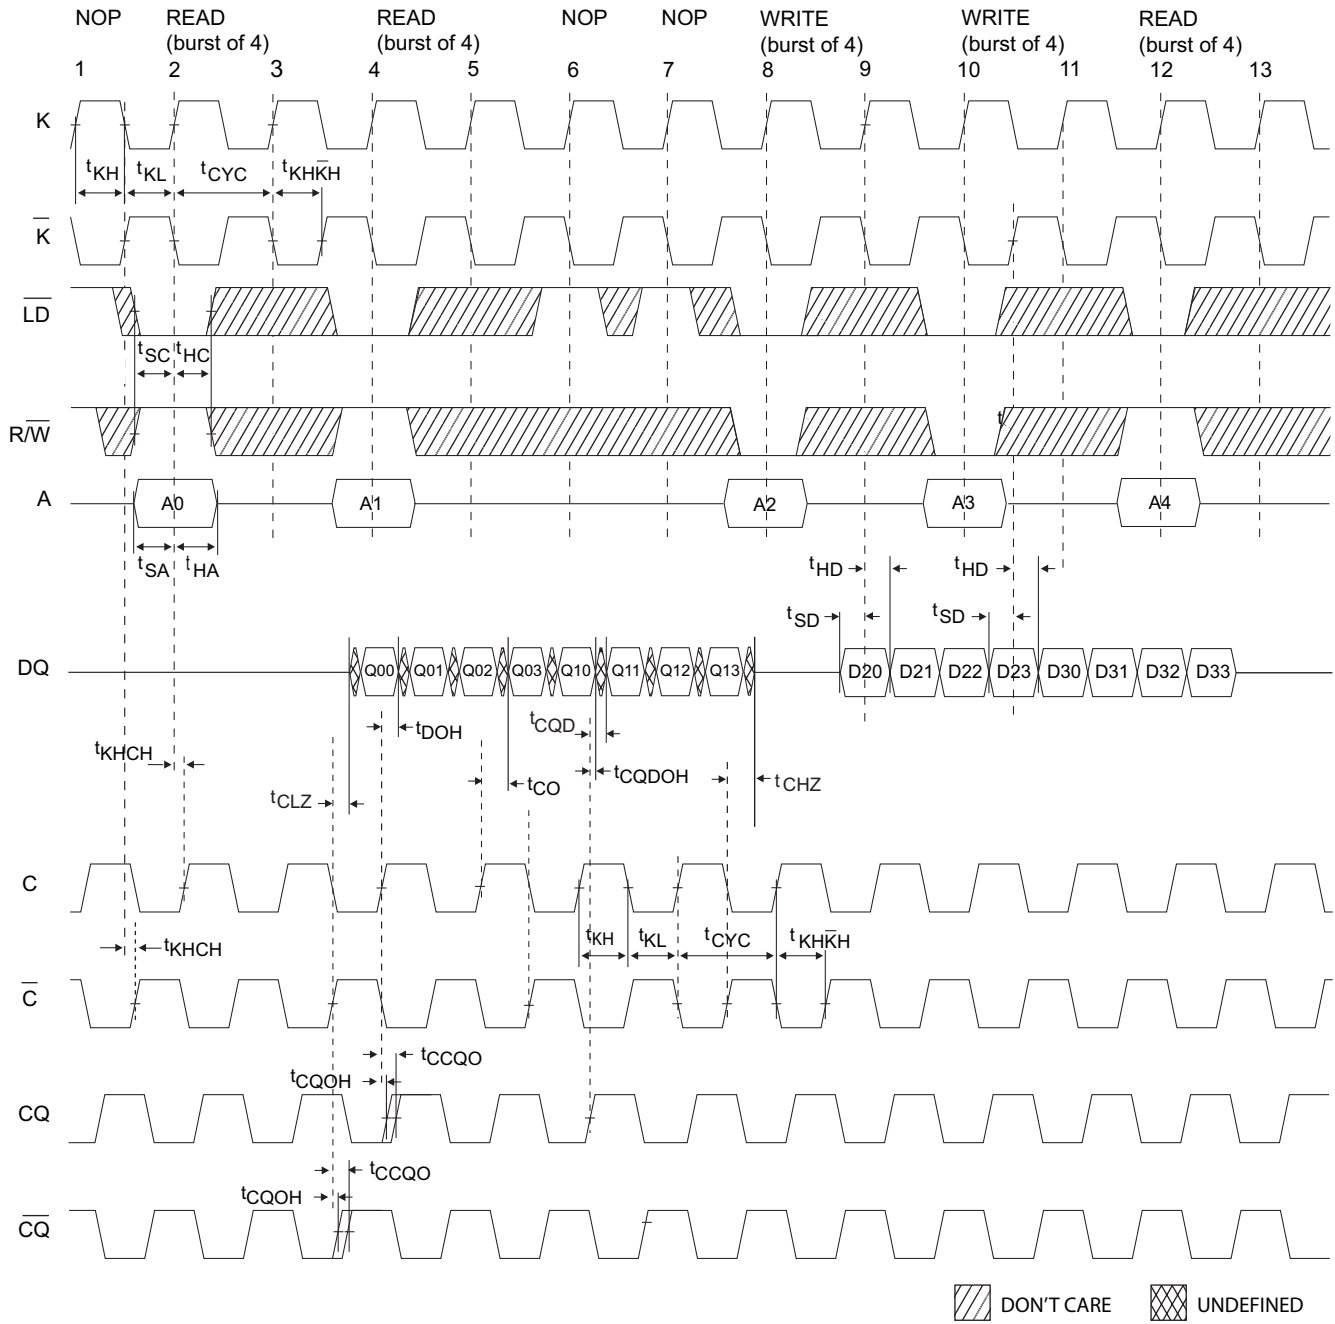 NOP READ READ NOP NOP WRITE WRITE READ
(burst of 4) (burst of 4) (burst of 4) (burst of 4) (burst of 4)
1 2 3 4 5 6 7 8 9 10 11 12 13
K
tKH tKL tCYC tKHK̅H
K̅
L̅D̅
tSC tHC
R/W̅
t
A A0 A1 A2 A3 A4
tSA tHA
tHD tHD
tSD tSD
DQ Q00 Q01 Q02 Q03 Q10 Q11 Q12 Q13 D20 D21 D22 D23 D30 D31 D32 D33
tDOH tCQD
tKHCH tCQDOH
tCLZ tCO tCHZ
C
tKHCH tKH tKL tCYC tKHK̅H
C̅
tCCQO
tCQOH
CQ
tCCQO
tCQOH
C̅Q̅
DON'T CARE UNDEFINED